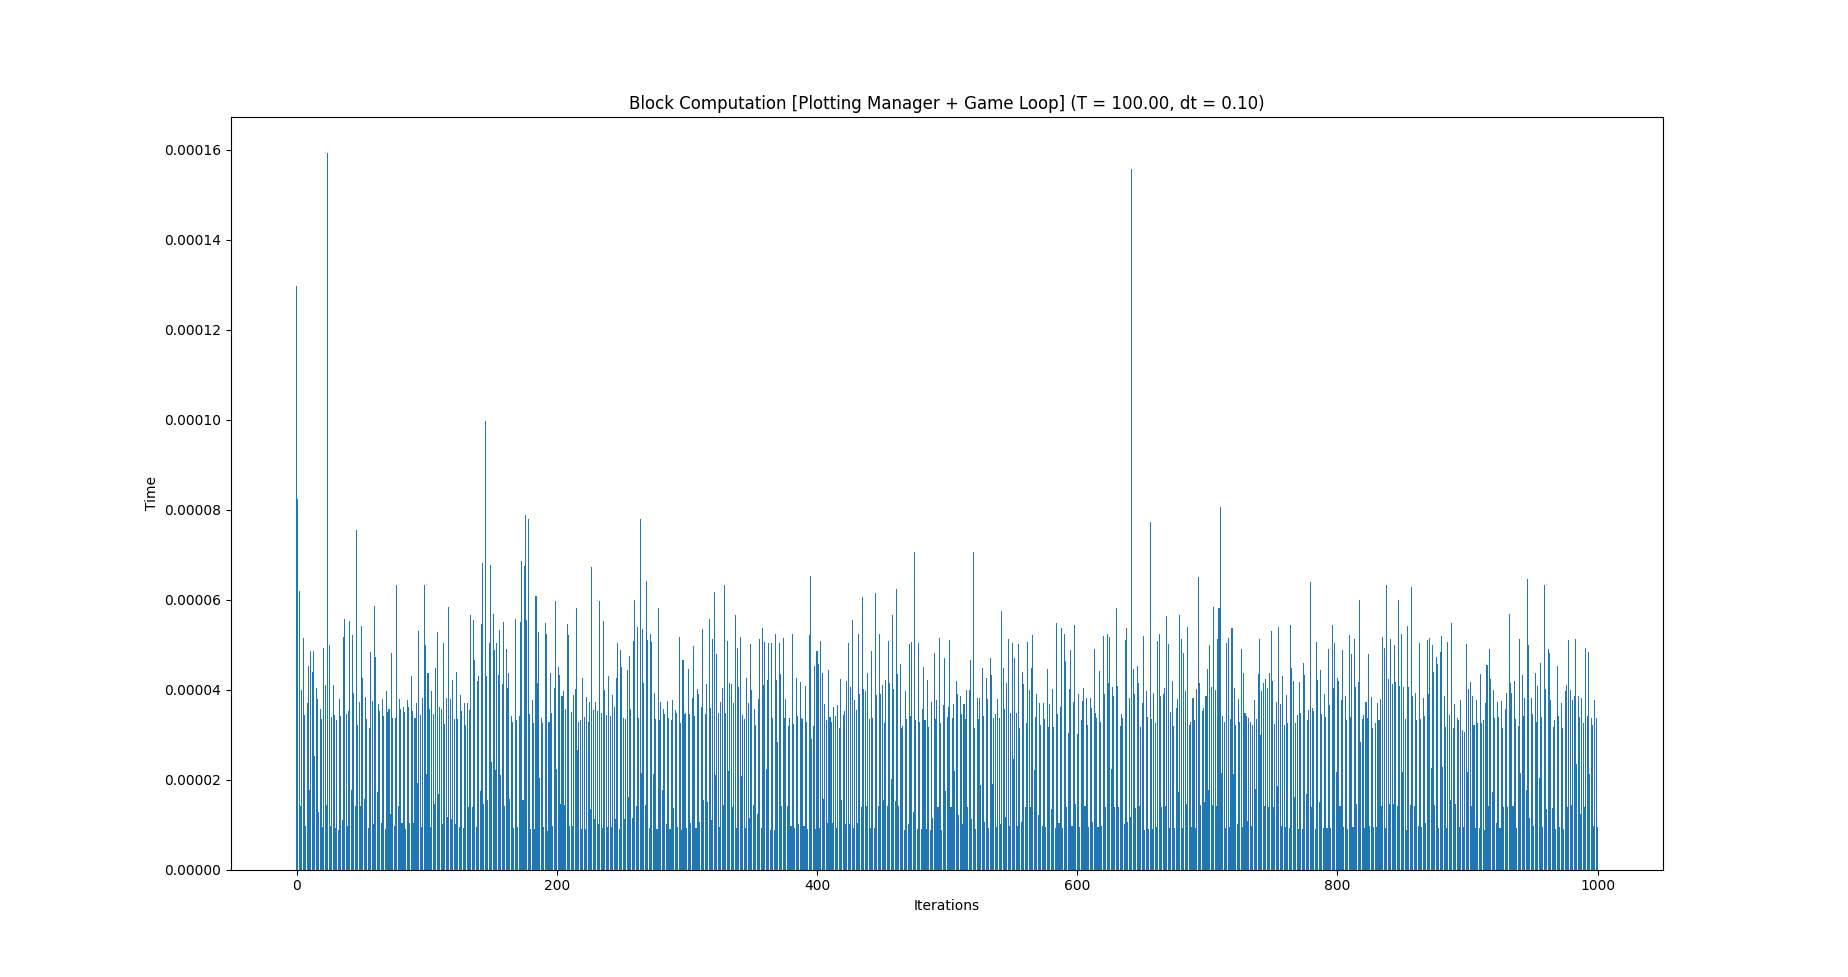 Block Computation [Plotting Manager + Game Loop] (T = 100.00, dt = 0.10)
0.00016
0.00014
0.00012
0.00010
0.00008
0.00006
0.00004
0.00002
0.00000
Time
0 200 400 600 800 1000
Iterations